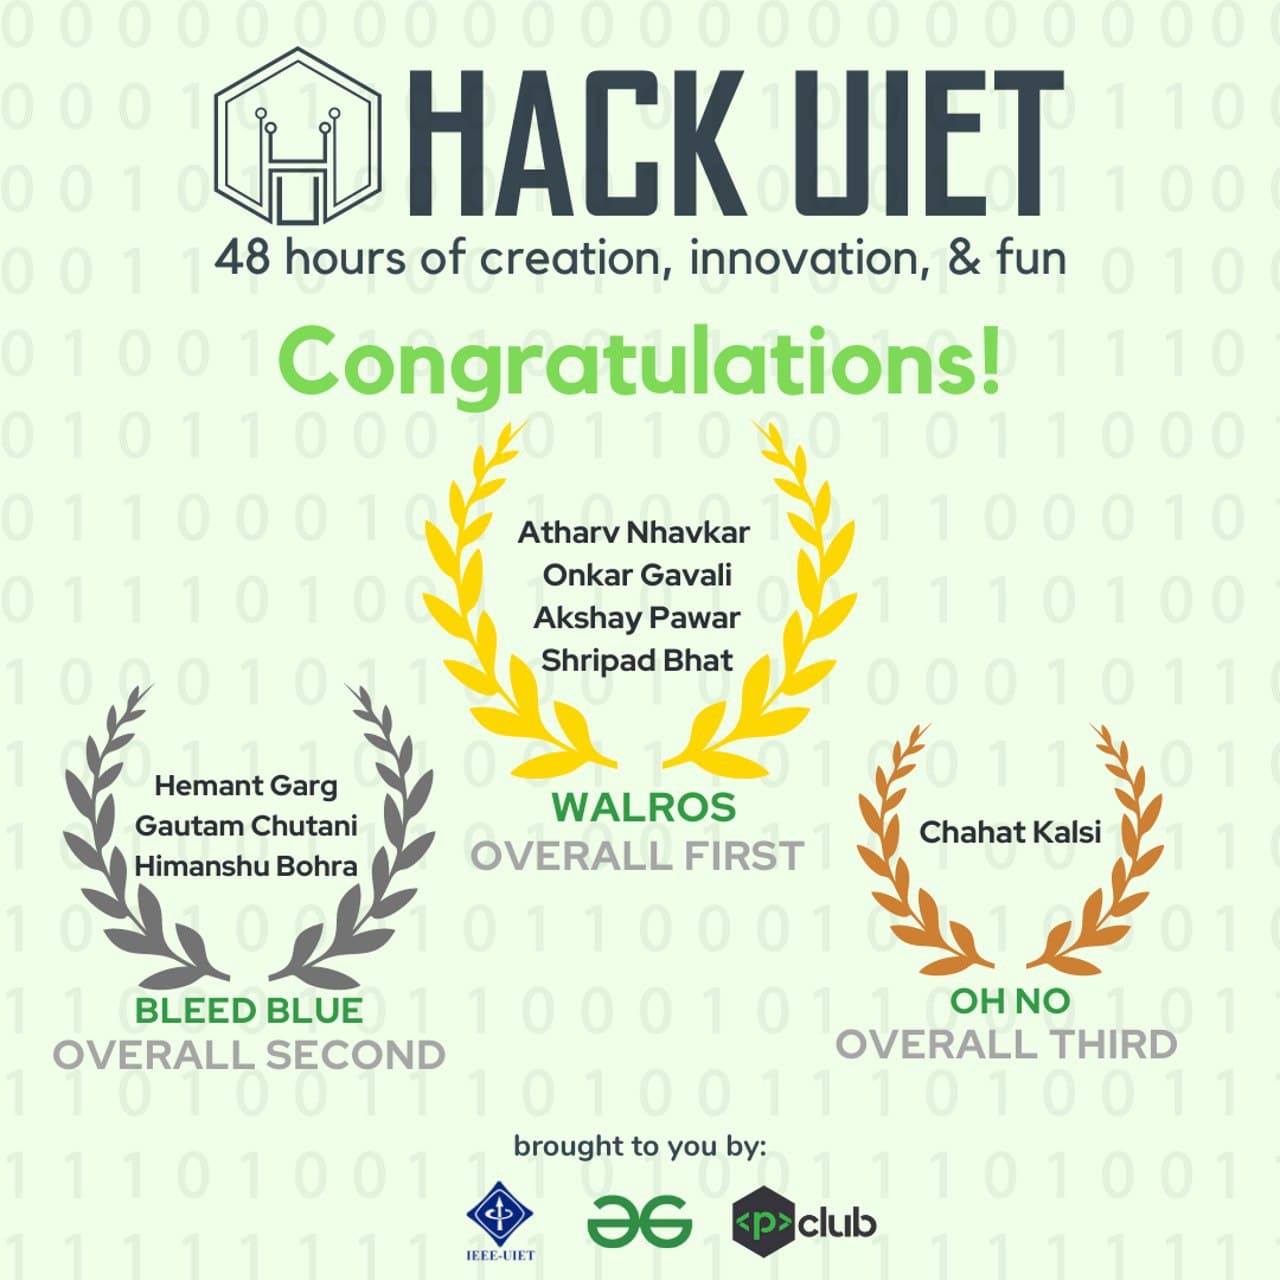 HACK UIET
48 hours of creation, innovation, & fun
Congratulations!
Atharv Nhavkar
Onkar Gavali
Akshay Pawar
Shripad Bhat
WALROS
OVERALL FIRST
Hemant Garg
Gautam Chutani
Himanshu Bohra
BLEED BLUE
OVERALL SECOND
Chahat Kalsi
OH NO
OVERALL THIRD
brought to you by:
IEEE-UIET
<p>club